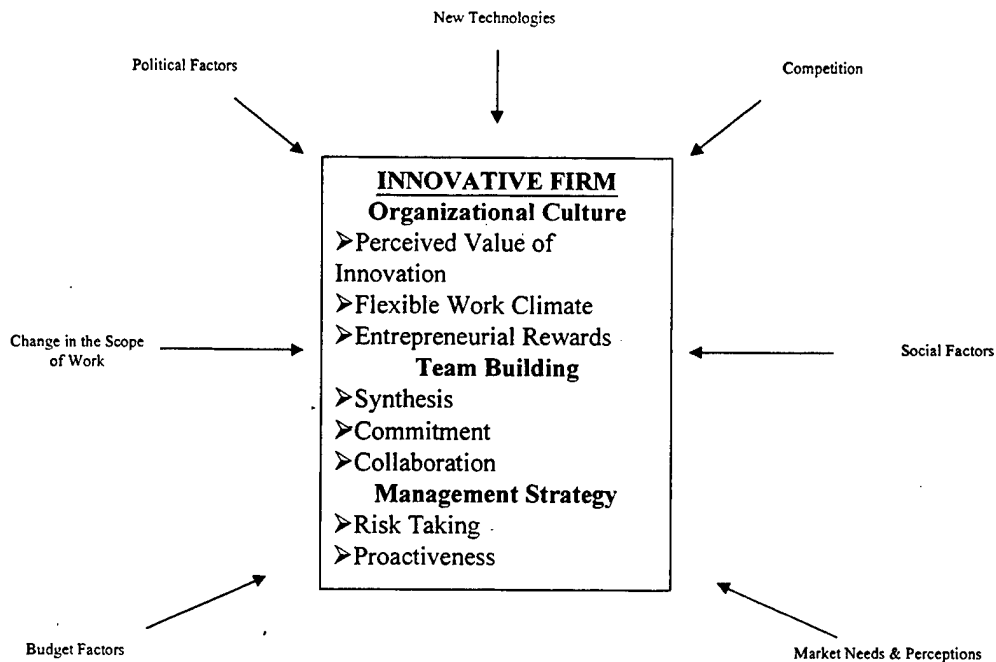 New Technologies
Political Factors
Competition
INNOVATIVE FIRM
Organizational Culture
➢Perceived Value of
Innovation
➢Flexible Work Climate
➢Entrepreneurial Rewards
Team Building
➢Synthesis
➢Commitment
➢Collaboration
Management Strategy
➢Risk Taking
➢Proactiveness
Change in the Scope
of Work
Social Factors
Budget Factors
Market Needs & Perceptions